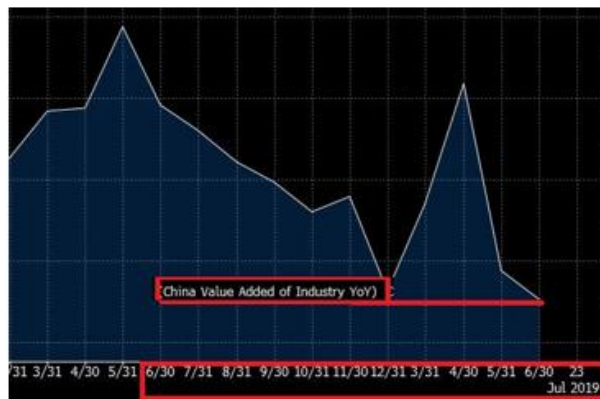 (China Value Added of Industry YoY)
/31 3/31 4/30 5/31 6/30 7/31 8/31 9/30 10/31 11/30 12/31 3/31 4/30 5/31 6/30 23
Jul 2019